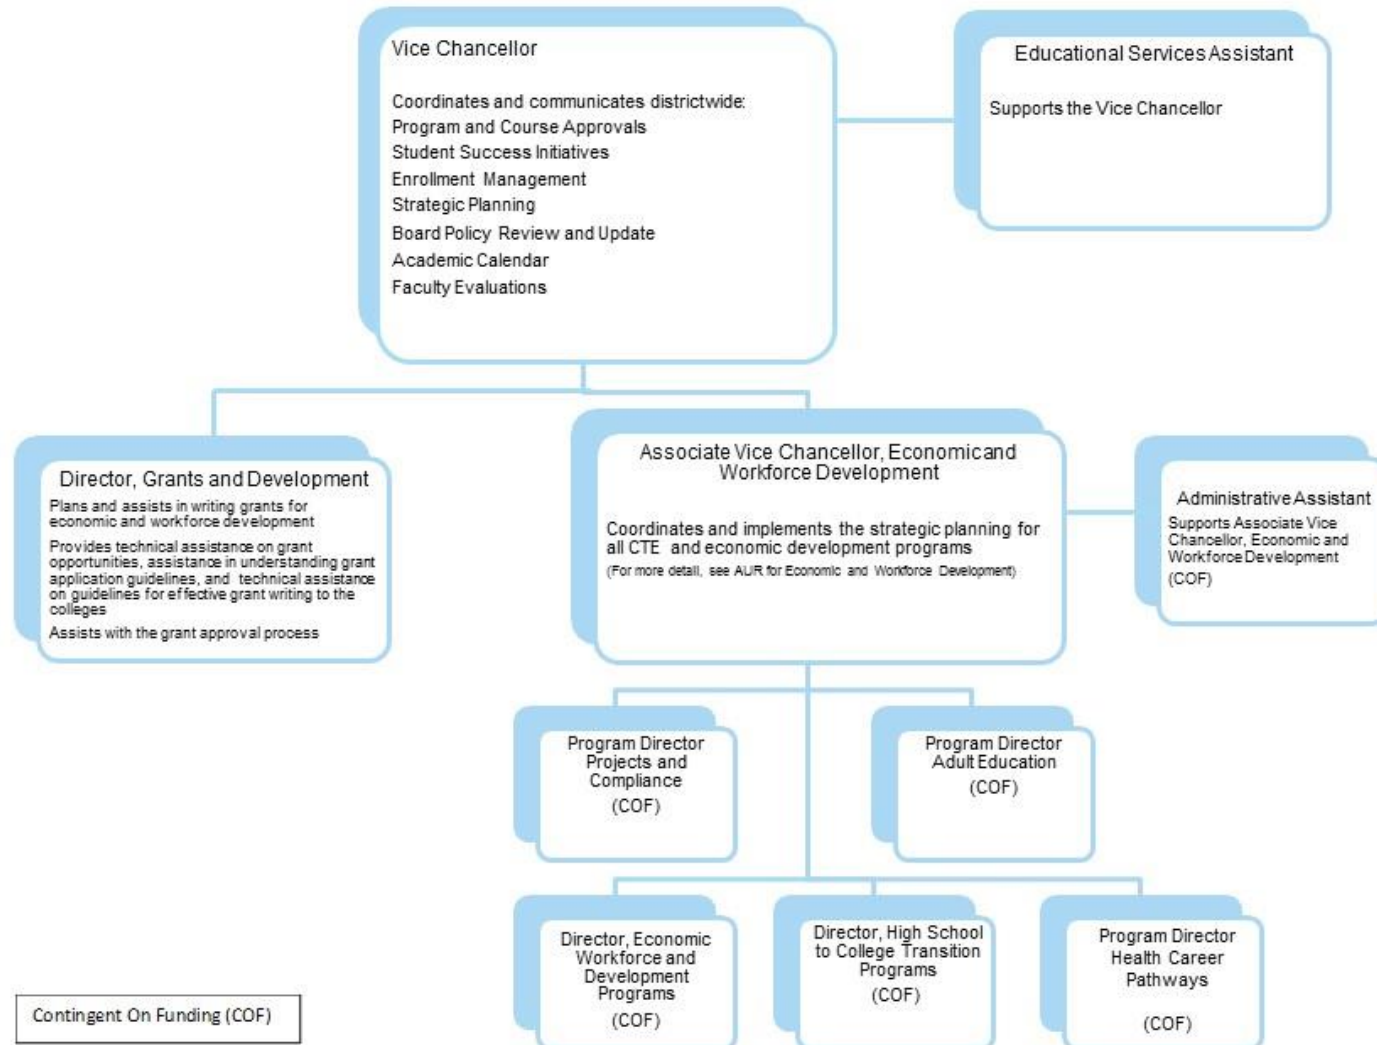 Vice Chancellor
Coordinates and communicates districtwide:
Program and Course Approvals
Student Success Initiatives
Enrollment Management
Strategic Planning
Board Policy Review and Update
Academic Calendar
Faculty Evaluations
Educational Services Assistant
Supports the Vice Chancellor
Director, Grants and Development
Plans and assists in writing grants for
economic and workforce development
Provides technical assistance on grant
opportunities, assistance in understanding grant
application guidelines, and technical assistance
on guidelines for effective grant writing to the
colleges
Assists with the grant approval process
Associate Vice Chancellor, Economic and
Workforce Development
Coordinates and implements the strategic planning for
all CTE and economic development programs
(For more detail, see AUR for Economic and Workforce Development)
Administrative Assistant
Supports Associate Vice
Chancellor, Economic and
Workforce Development
(COF)
Program Director
Projects and
Compliance
(COF)
Program Director
Adult Education
(COF)
Director, Economic
Workforce and
Development
Programs
(COF)
Director, High School
to College Transition
Programs
(COF)
Program Director
Health Career
Pathways
(COF)
Contingent On Funding (COF)